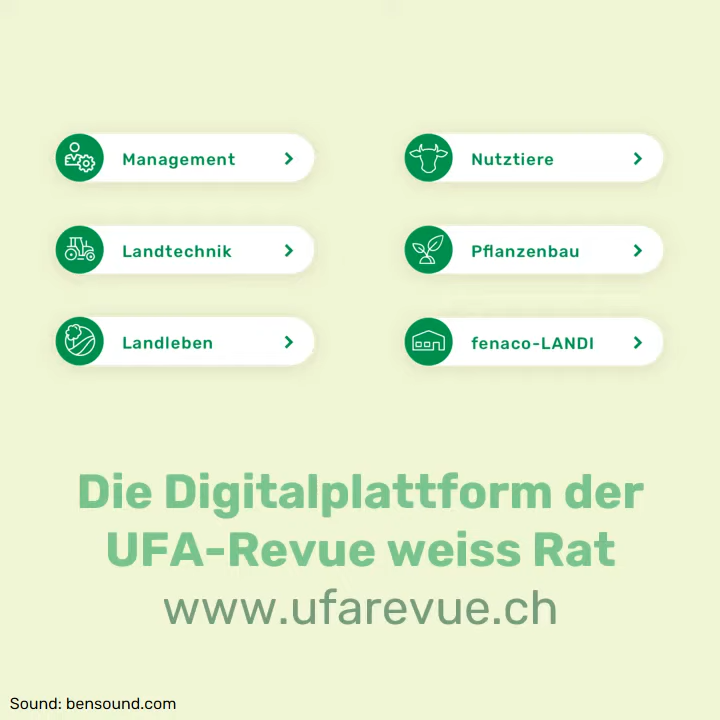 Management
Nutztiere
Landtechnik
Pflanzenbau
Landleben
fenaco-LANDI
Die Digitalplattform der
UFA-Revue weiss Rat
www.ufarevue.ch
Sound: bensound.com